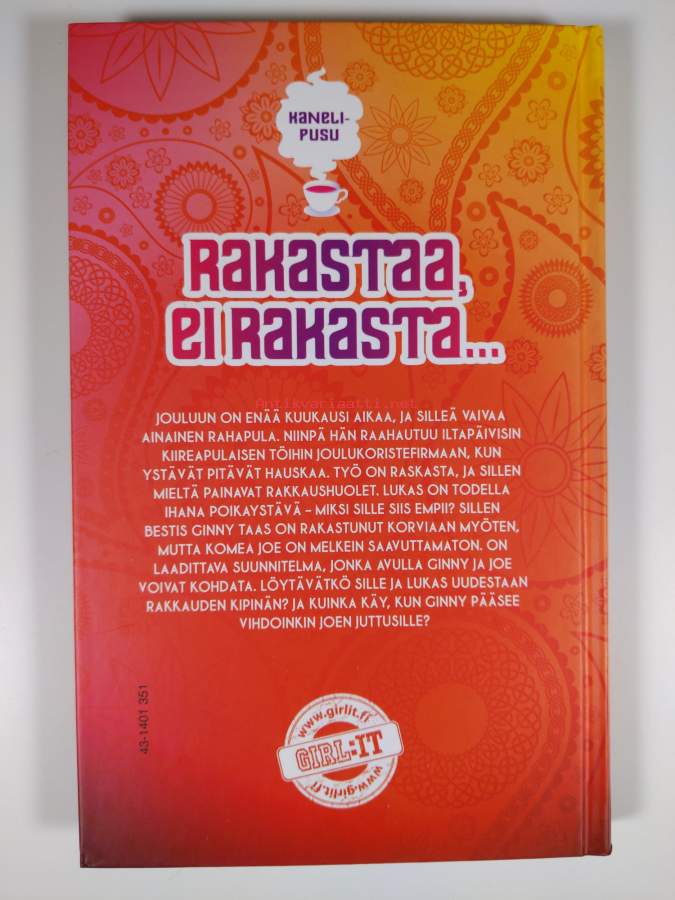 KANELI-
PUSU
RAKASTAA,
EI RAKASTA...
Antikvariaatti.net
JOULUUN ON ENÄÄ KUUKAUSI AIKAA, JA SILLEÄ VAIVAA
AINAINEN RAHAPULA. NIINPÄ HÄN RAAHAUTUU ILTAPÄIVISIN
KIIREAPULAISEN TÖIHIN JOULUKORISTEFIRMAAN, KUN
YSTÄVÄT PITÄVÄT HAUSKAA. TYÖ ON RASKASTA, JA SILLEN
MIELTÄ PAINAVAT RAKKAUSHUOLET. LUKAS ON TODELLA
IHANA POIKAYSTÄVÄ – MIKSI SILLE SIIS EMPII? SILLEN
BESTIS GINNY TAAS ON RAKASTUNUT KORVIAAN MYÖTEN,
MUTTA KOMEA JOE ON MELKEIN SAAVUTTAMATON. ON
LAADITTAVA SUUNNITELMA, JONKA AVULLA GINNY JA JOE
VOIVAT KOHDATA. LÖYTÄVÄTKÖ SILLE JA LUKAS UUDESTAAN
RAKKAUDEN KIPINÄN? JA KUINKA KÄY, KUN GINNY PÄÄSEE
VIHDOINKIN JOEN JUTTUSILLE?
43-1401 351
www.girlit.fi
GIRL:IT
www.girlit.fi